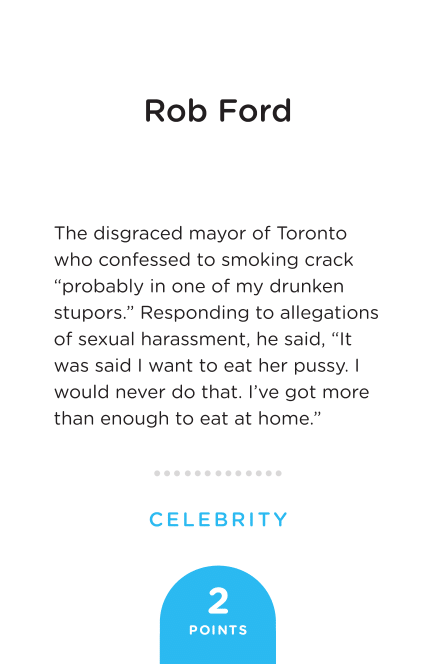 Rob Ford
The disgraced mayor of Toronto
who confessed to smoking crack
“probably in one of my drunken
stupors.” Responding to allegations
of sexual harassment, he said, “It
was said I want to eat her pussy. I
would never do that. I’ve got more
than enough to eat at home.”
CELEBRITY
2
POINTS